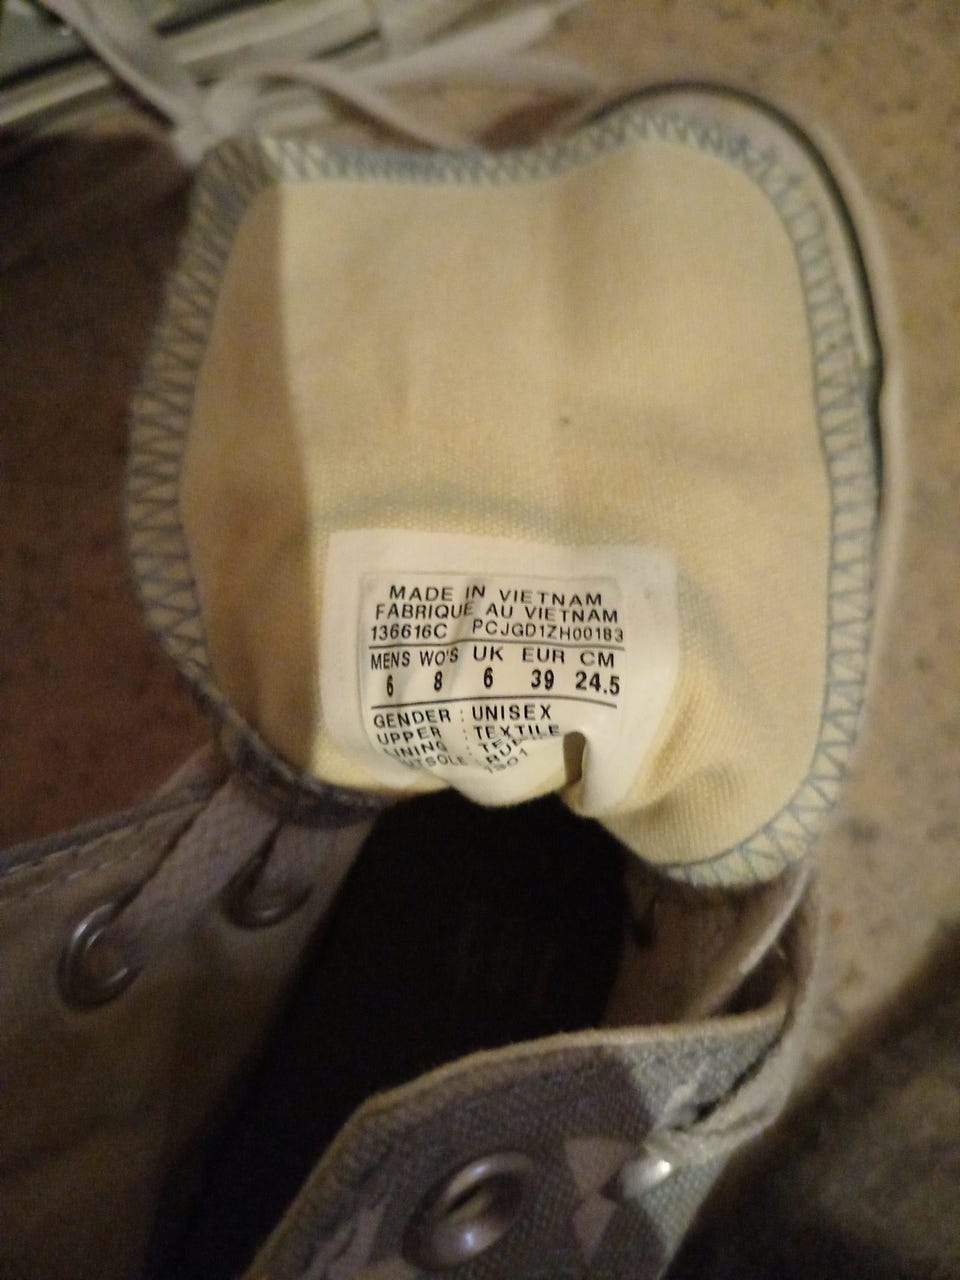 MADE IN VIETNAM
FABRIQUE AU VIETNAM
136616C PCJGD1ZH00183
MENS WO'S UK EUR CM
6 8 6 39 24.5
GENDER : UNISEX
UPPER : TEXTILE